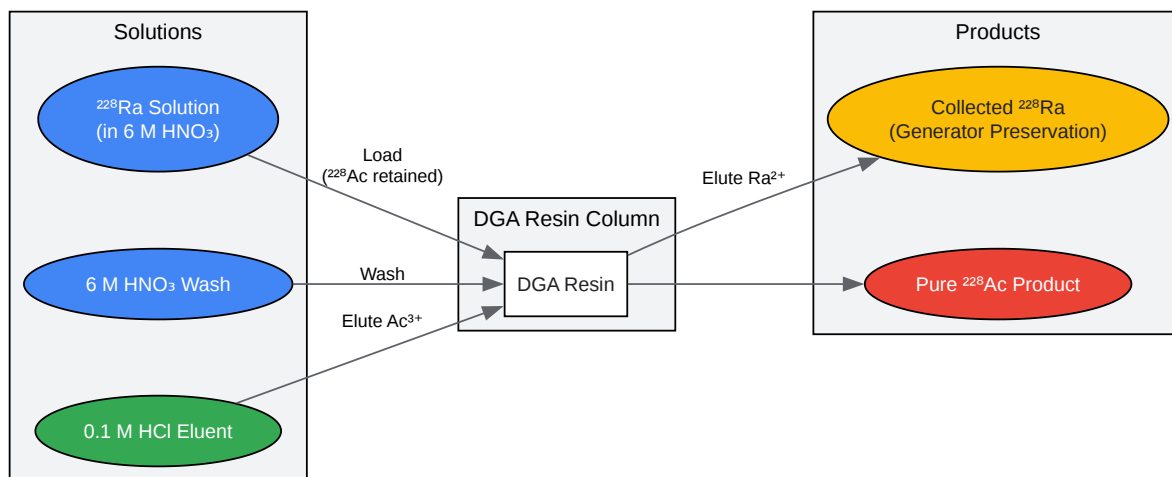 Solutions
²²⁸Ra Solution
(in 6 M HNO₃)
6 M HNO₃ Wash
0.1 M HCl Eluent
Load
(²²⁸Ac retained)
Wash
Elute Ac³⁺
DGA Resin Column
DGA Resin
Elute Ra²⁺
Products
Collected ²²⁸Ra
(Generator Preservation)
Pure ²²⁸Ac Product